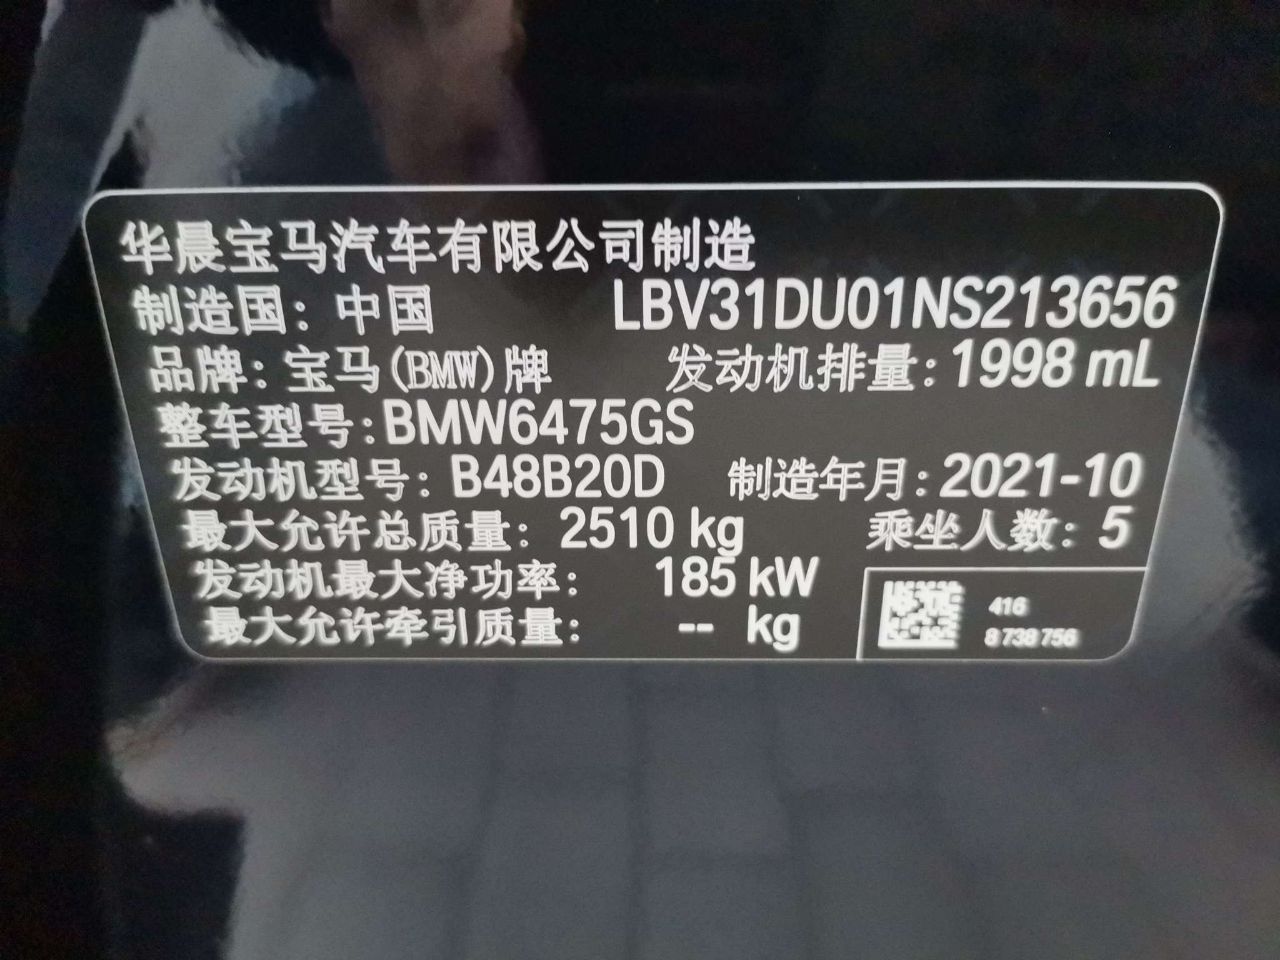 华晨宝马汽车有限公司制造
制造国：中国 LBV31DU01NS213656
品牌：宝马(BMW)牌 发动机排量：1998 mL
整车型号：BMW6475GS
发动机型号：B48B20D 制造年月：2021-10
最大允许总质量：2510 kg 乘坐人数：5
发动机最大净功率：185 kW
最大允许牵引质量：-- kg
416
8 738 756